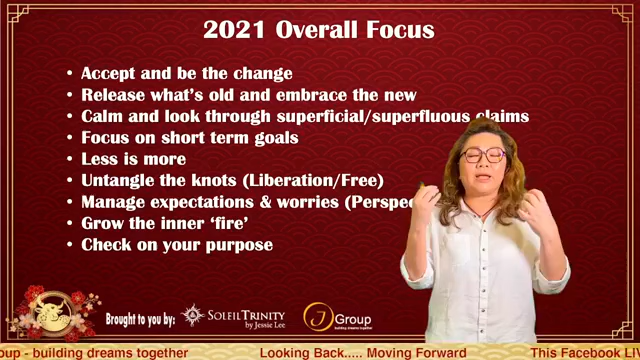 2021 Overall Focus
• Accept and be the change
• Release what's old and embrace the new
• Calm and look through superficial/superfluous claims
• Focus on short term goals
• Less is more
• Untangle the knots (Liberation/Free)
• Manage expectations & worries (Perspec
• Grow the inner 'fire'
• Check on your purpose
Brought to you by:
SOLEILTRINITY
by Jessie Lee
J Group
building dreams together
oup - building dreams together Looking Back..... Moving Forward This Facebook LIV